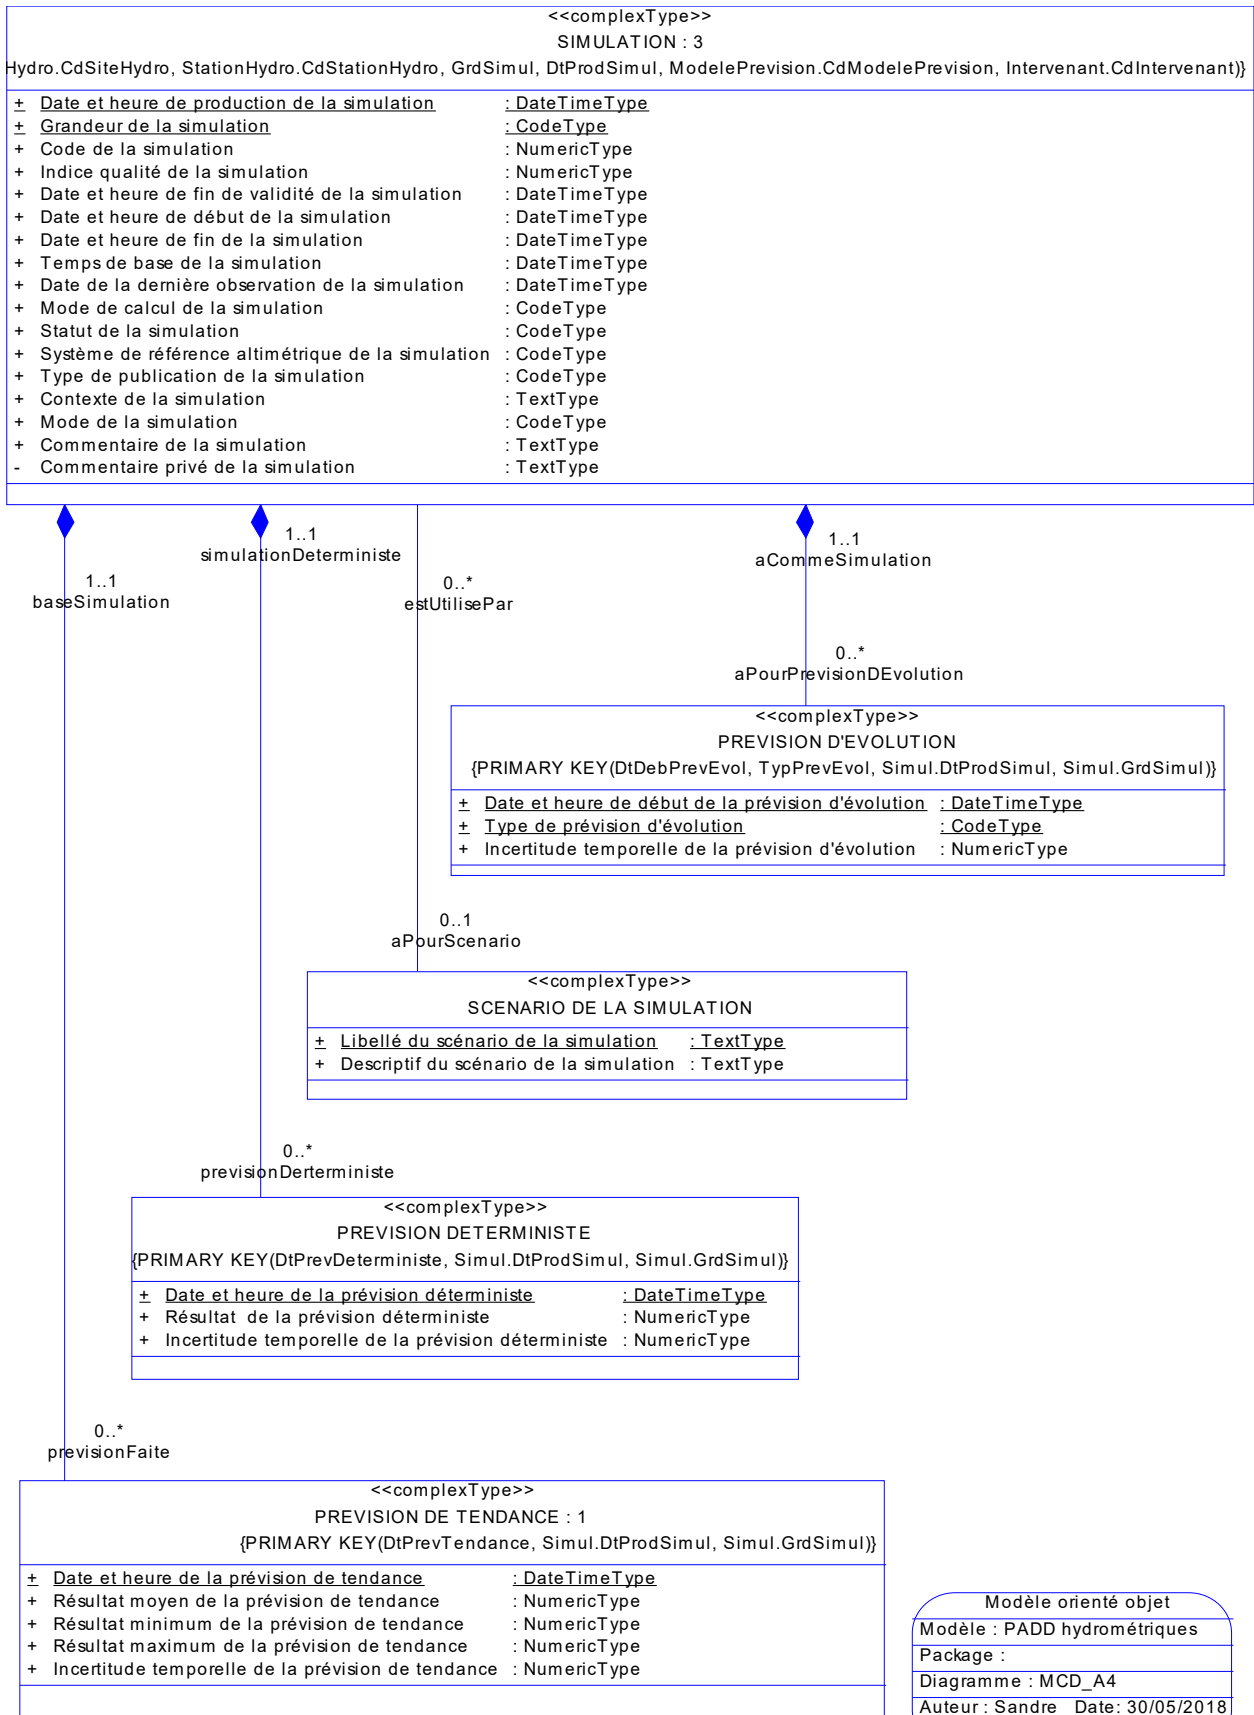 <<complexType>>
SIMULATION : 3
Hydro.CdSiteHydro, StationHydro.CdStationHydro, GrdSimul, DtProdSimul, ModelePrevision.CdModelePrevision, Intervenant.CdIntervenant)}
+ Date et heure de production de la simulation : DateTimeType
+ Grandeur de la simulation : CodeType
+ Code de la simulation : NumericType
+ Indice qualité de la simulation : NumericType
+ Date et heure de fin de validité de la simulation : DateTimeType
+ Date et heure de début de la simulation : DateTimeType
+ Date et heure de fin de la simulation : DateTimeType
+ Temps de base de la simulation : DateTimeType
+ Date de la dernière observation de la simulation : DateTimeType
+ Mode de calcul de la simulation : CodeType
+ Statut de la simulation : CodeType
+ Système de référence altimétrique de la simulation : CodeType
+ Type de publication de la simulation : CodeType
+ Contexte de la simulation : TextType
+ Mode de la simulation : CodeType
+ Commentaire de la simulation : TextType
- Commentaire privé de la simulation : TextType
1..1
simulationDeterministe
1..1
aCommeSimulation
1..1
baseSimulation
0..*
estUtilisePar
0..*
aPourPrevisionDEvolution
<<complexType>>
PREVISION D'EVOLUTION
{PRIMARY KEY(DtDebPrevEvol, TypPrevEvol, Simul.DtProdSimul, Simul.GrdSimul)}
+ Date et heure de début de la prévision d'évolution : DateTimeType
+ Type de prévision d'évolution : CodeType
+ Incertitude temporelle de la prévision d'évolution : NumericType
0..1
aPourScenario
<<complexType>>
SCENARIO DE LA SIMULATION
+ Libellé du scénario de la simulation : TextType
+ Descriptif du scénario de la simulation : TextType
0..*
previsionDerterministe
<<complexType>>
PREVISION DETERMINISTE
{PRIMARY KEY(DtPrevDeterministe, Simul.DtProdSimul, Simul.GrdSimul)}
+ Date et heure de la prévision déterministe : DateTimeType
+ Résultat  de la prévision déterministe : NumericType
+ Incertitude temporelle de la prévision déterministe : NumericType
0..*
previsionFaite
<<complexType>>
PREVISION DE TENDANCE : 1
{PRIMARY KEY(DtPrevTendance, Simul.DtProdSimul, Simul.GrdSimul)}
+ Date et heure de la prévision de tendance : DateTimeType
+ Résultat moyen de la prévision de tendance : NumericType
+ Résultat minimum de la prévision de tendance : NumericType
+ Résultat maximum de la prévision de tendance : NumericType
+ Incertitude temporelle de la prévision de tendance : NumericType
Modèle orienté objet
Modèle : PADD hydrométriques
Package :
Diagramme : MCD_A4
Auteur : Sandre   Date: 30/05/2018